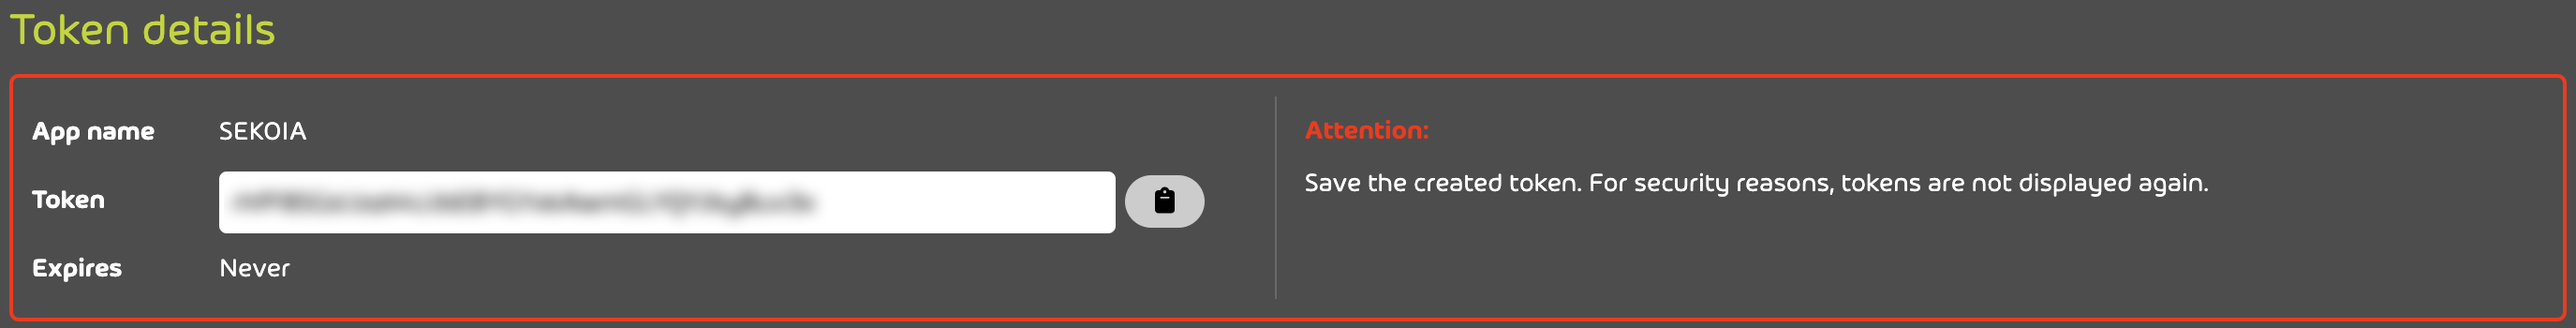 Token details
App name SEKOIA
Token
Expires Never
Attention:
Save the created token. For security reasons, tokens are not displayed again.